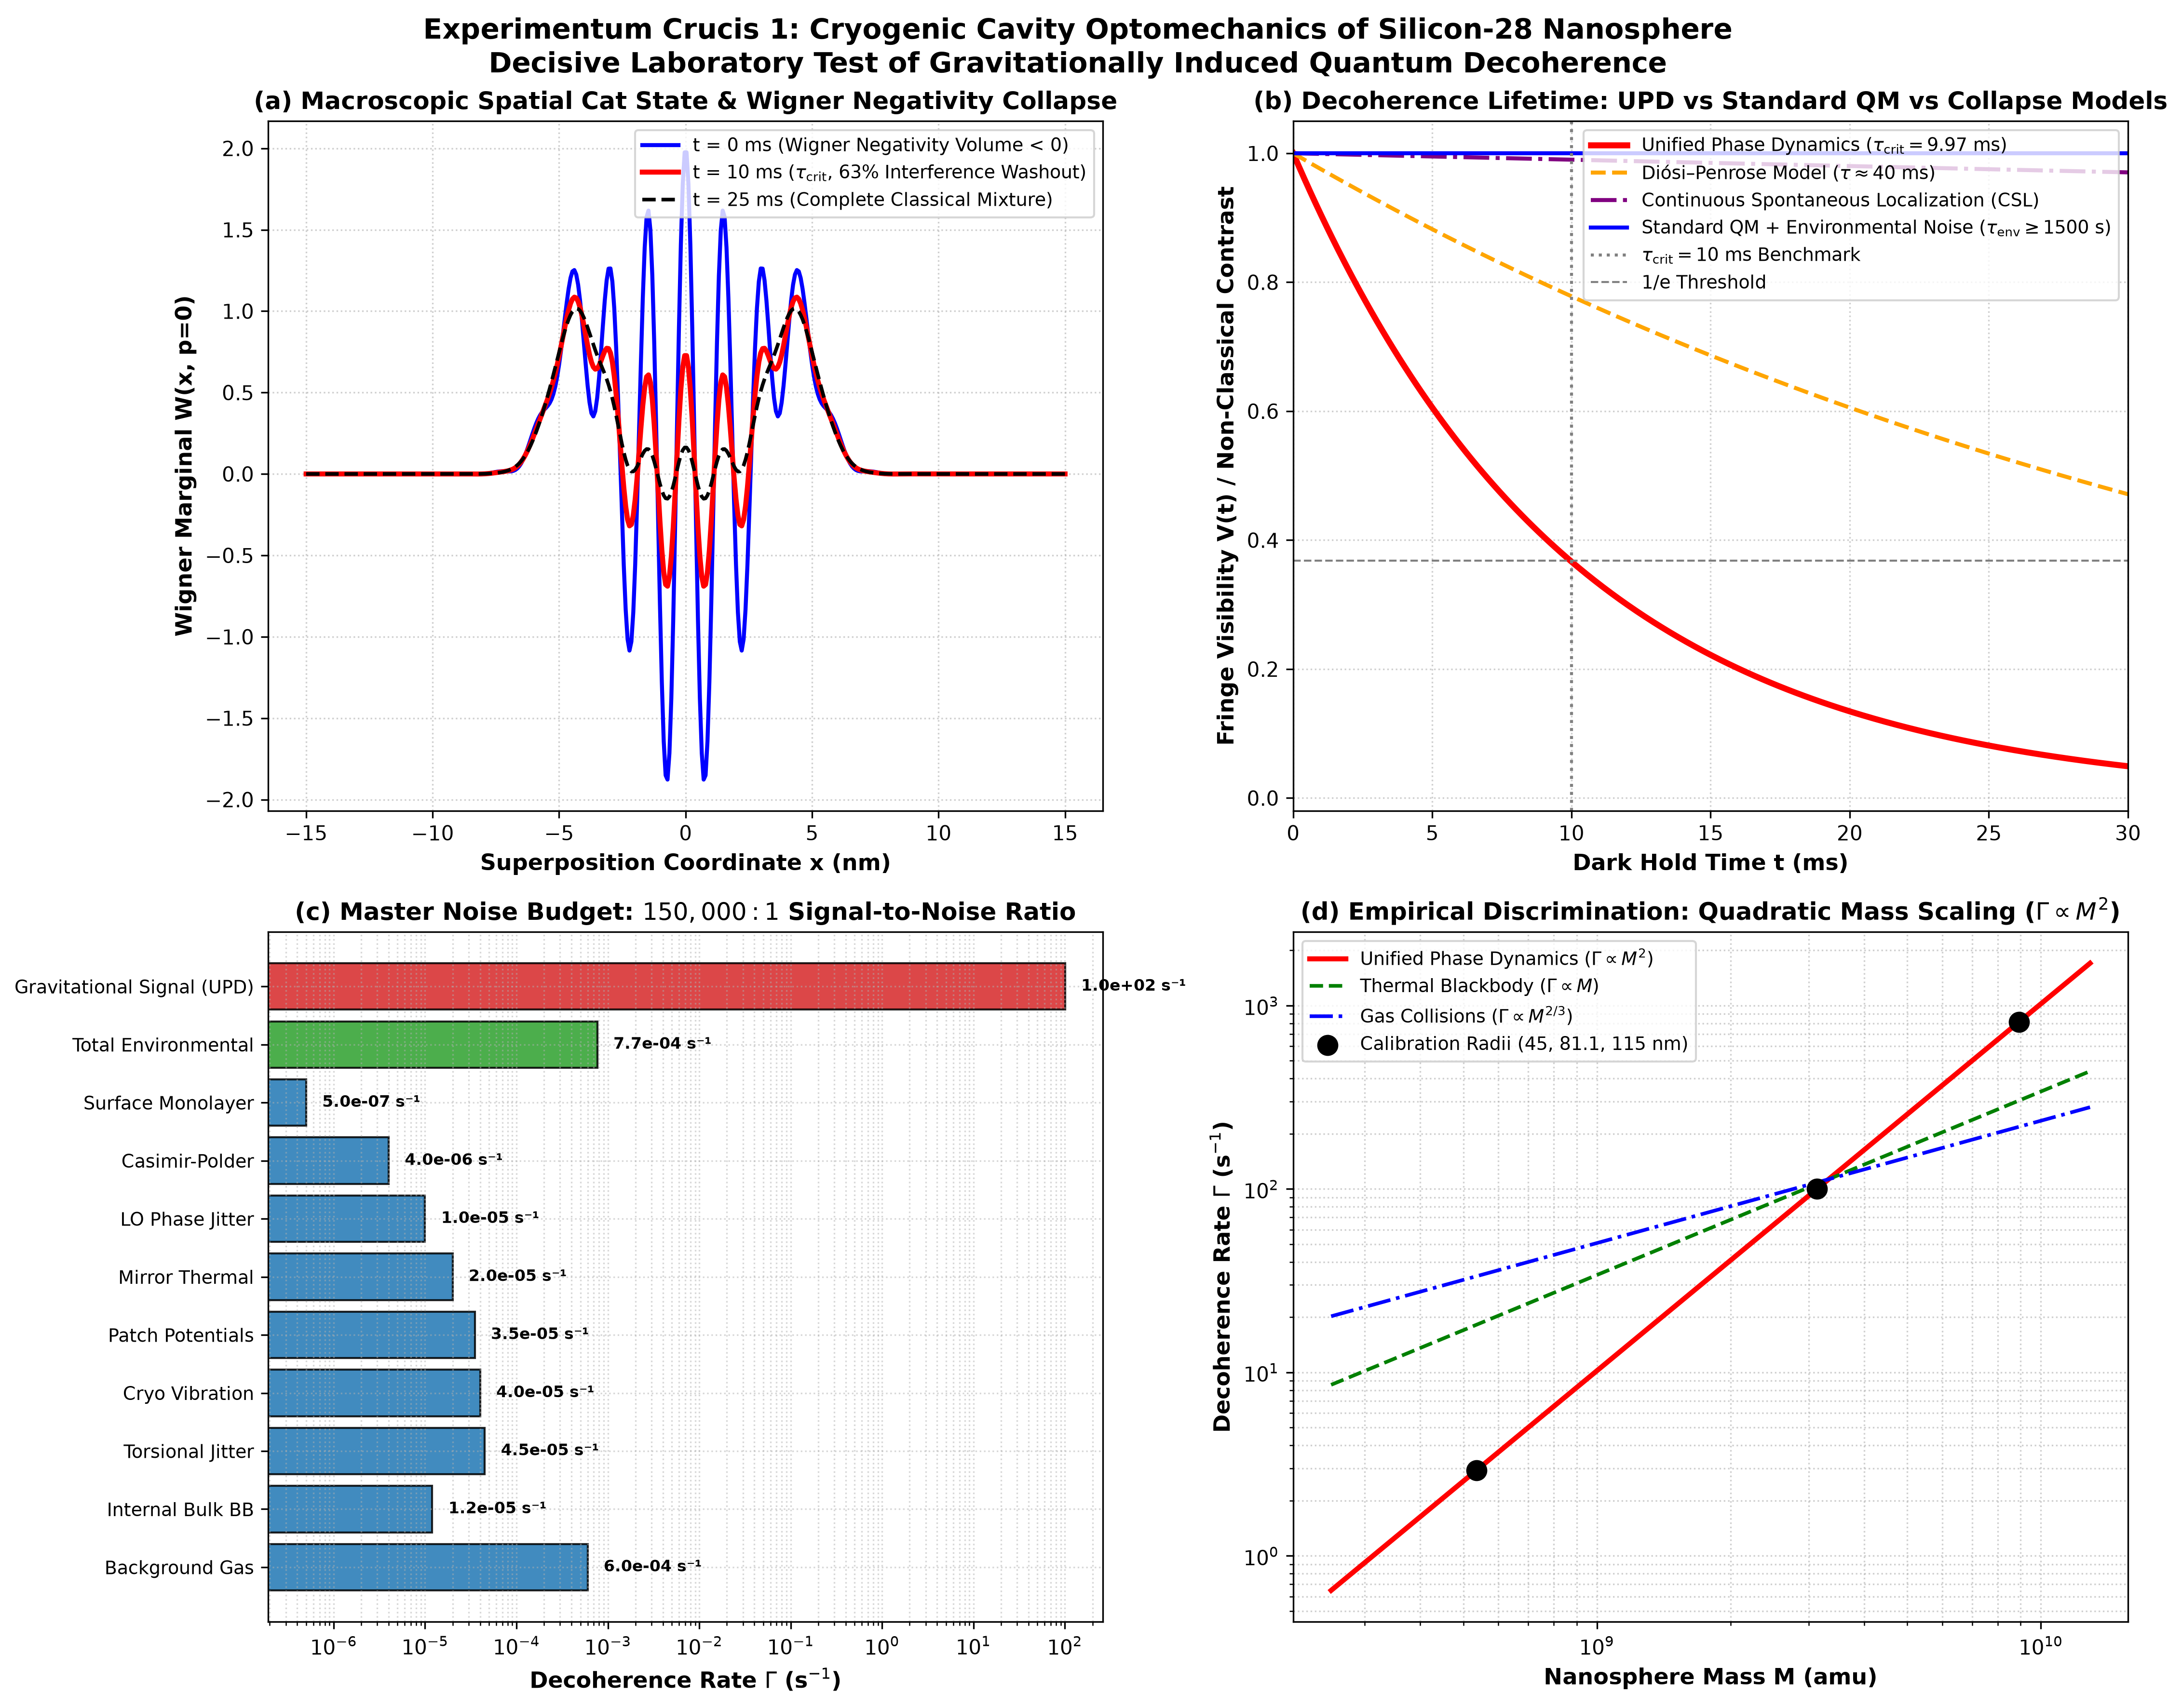 Experimentum Crucis 1: Cryogenic Cavity Optomechanics of Silicon-28 Nanosphere
Decisive Laboratory Test of Gravitationally Induced Quantum Decoherence
(a) Macroscopic Spatial Cat State & Wigner Negativity Collapse
t = 0 ms (Wigner Negativity Volume < 0)
t = 10 ms (τcrit, 63% Interference Washout)
t = 25 ms (Complete Classical Mixture)
2.0
1.5
1.0
0.5
0.0
−0.5
−1.0
−1.5
−2.0
Wigner Marginal W(x, p=0)
−15
−10
−5
0
5
10
15
Superposition Coordinate x (nm)
(b) Decoherence Lifetime: UPD vs Standard QM vs Collapse Models
Unified Phase Dynamics (τcrit = 9.97 ms)
Diósi–Penrose Model (τ ≈ 40 ms)
Continuous Spontaneous Localization (CSL)
Standard QM + Environmental Noise (τenv ≥ 1500 s)
τcrit = 10 ms Benchmark
1/e Threshold
1.0
0.8
0.6
0.4
0.2
0.0
Fringe Visibility V(t) / Non-Classical Contrast
0
5
10
15
20
25
30
Dark Hold Time t (ms)
(c) Master Noise Budget: 150,000 : 1 Signal-to-Noise Ratio
Gravitational Signal (UPD)
1.0e+02 s⁻¹
Total Environmental
7.7e-04 s⁻¹
Surface Monolayer
5.0e-07 s⁻¹
Casimir-Polder
4.0e-06 s⁻¹
LO Phase Jitter
1.0e-05 s⁻¹
Mirror Thermal
2.0e-05 s⁻¹
Patch Potentials
3.5e-05 s⁻¹
Cryo Vibration
4.0e-05 s⁻¹
Torsional Jitter
4.5e-05 s⁻¹
Internal Bulk BB
1.2e-05 s⁻¹
Background Gas
6.0e-04 s⁻¹
10⁻⁶
10⁻⁵
10⁻⁴
10⁻³
10⁻²
10⁻¹
10⁰
10¹
10²
Decoherence Rate Γ (s⁻¹)
(d) Empirical Discrimination: Quadratic Mass Scaling (Γ ∝ M²)
Unified Phase Dynamics (Γ ∝ M²)
Thermal Blackbody (Γ ∝ M)
Gas Collisions (Γ ∝ M^2/3)
Calibration Radii (45, 81.1, 115 nm)
10³
10²
10¹
10⁰
Decoherence Rate Γ (s⁻¹)
10⁹
10¹⁰
Nanosphere Mass M (amu)